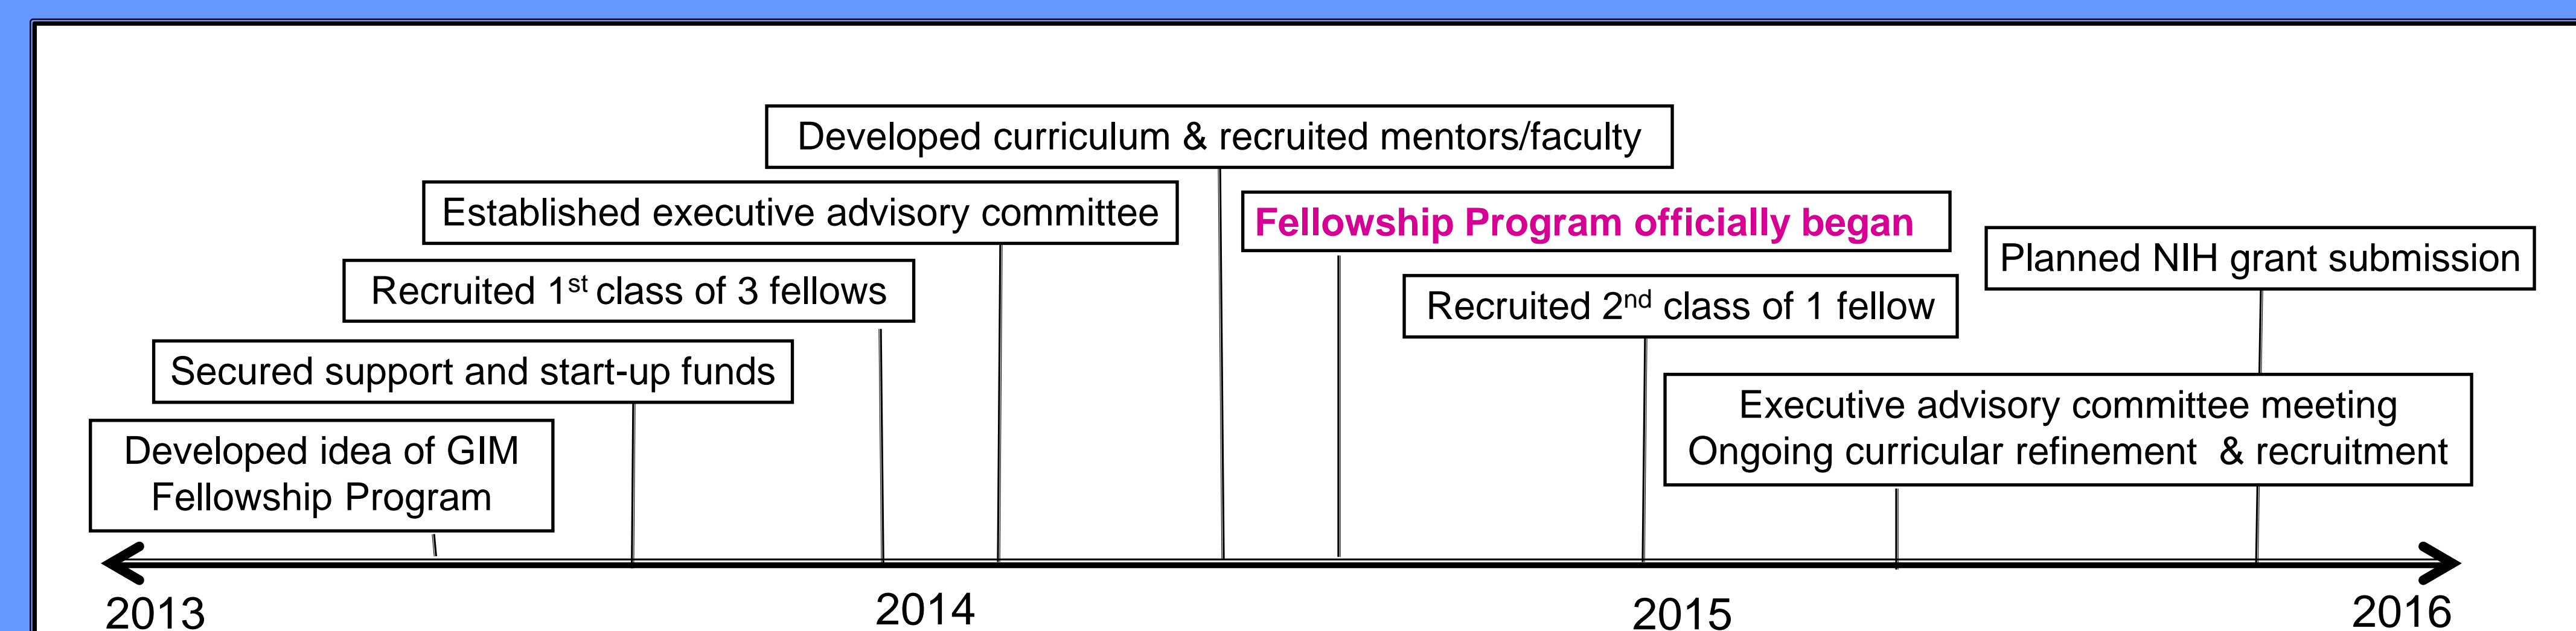 Developed curriculum & recruited mentors/faculty
Established executive advisory committee
Fellowship Program officially began
Planned NIH grant submission
Recruited 1st class of 3 fellows
Recruited 2nd class of 1 fellow
Secured support and start-up funds
Executive advisory committee meeting
Ongoing curricular refinement & recruitment
Developed idea of GIM
Fellowship Program
2013
2014
2015
2016